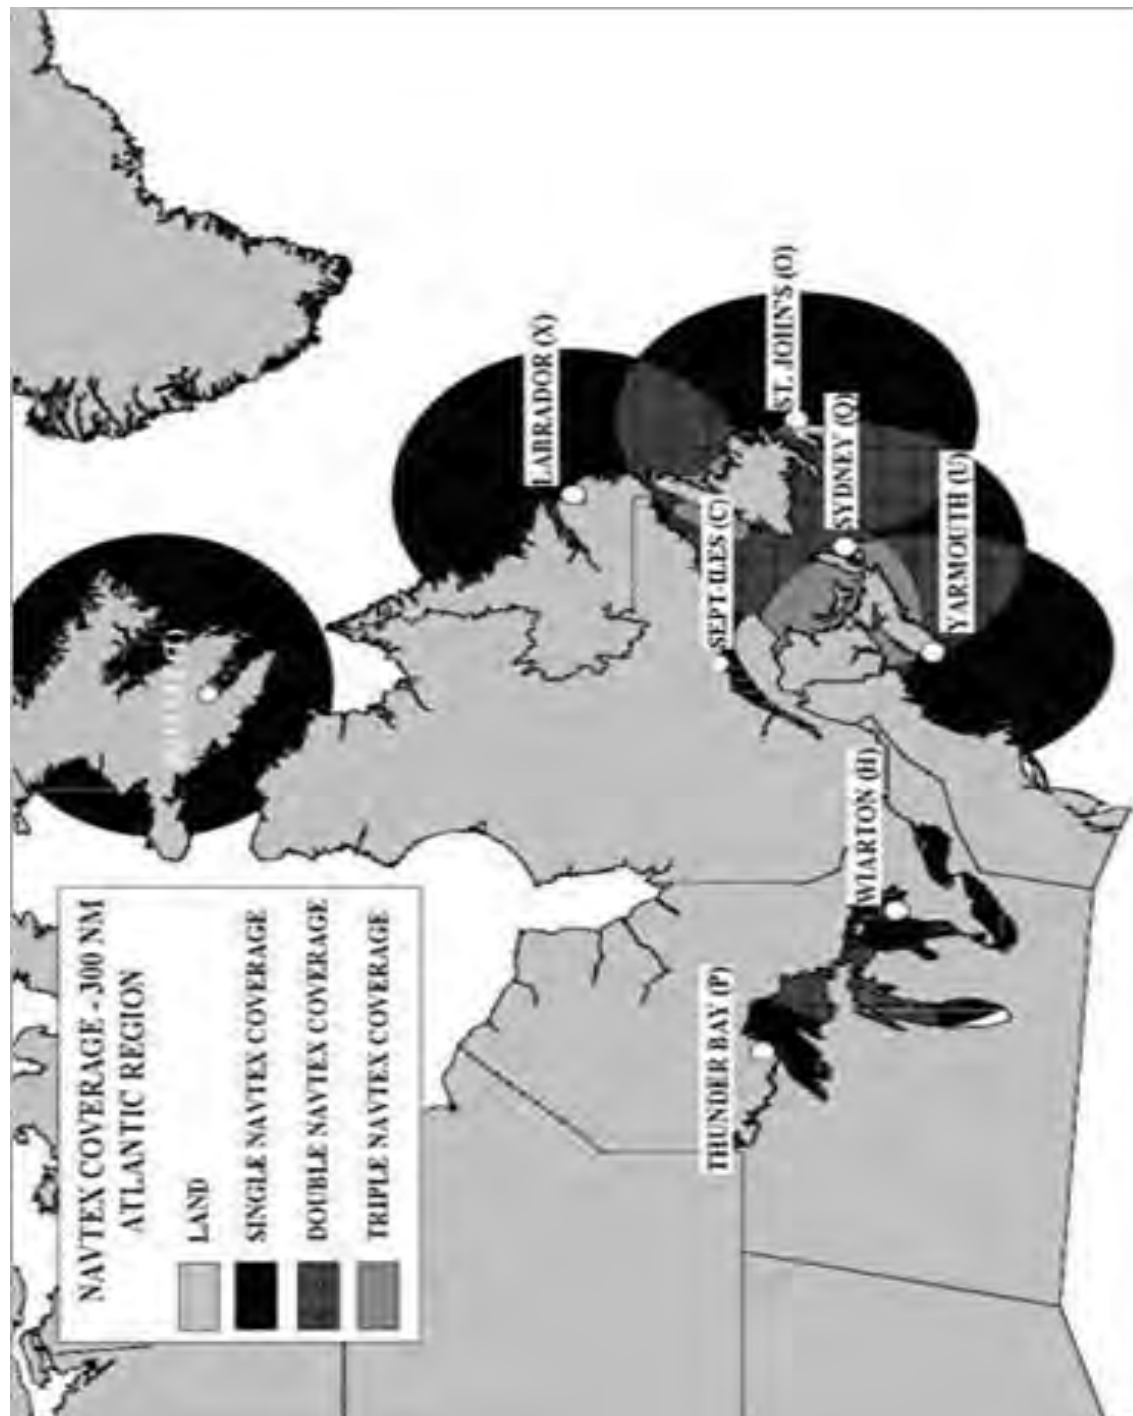 NAVTEX COVERAGE - 300 NM
ATLANTIC REGION
LAND
SINGLE NAVTEX COVERAGE
DOUBLE NAVTEX COVERAGE
TRIPLE NAVTEX COVERAGE
LABRADOR (X)
ST. JOHN'S (O)
SYDNEY (Q)
SEPT-ILES (C)
YARMOUTH (U)
WIARTON (H)
THUNDER BAY (P)